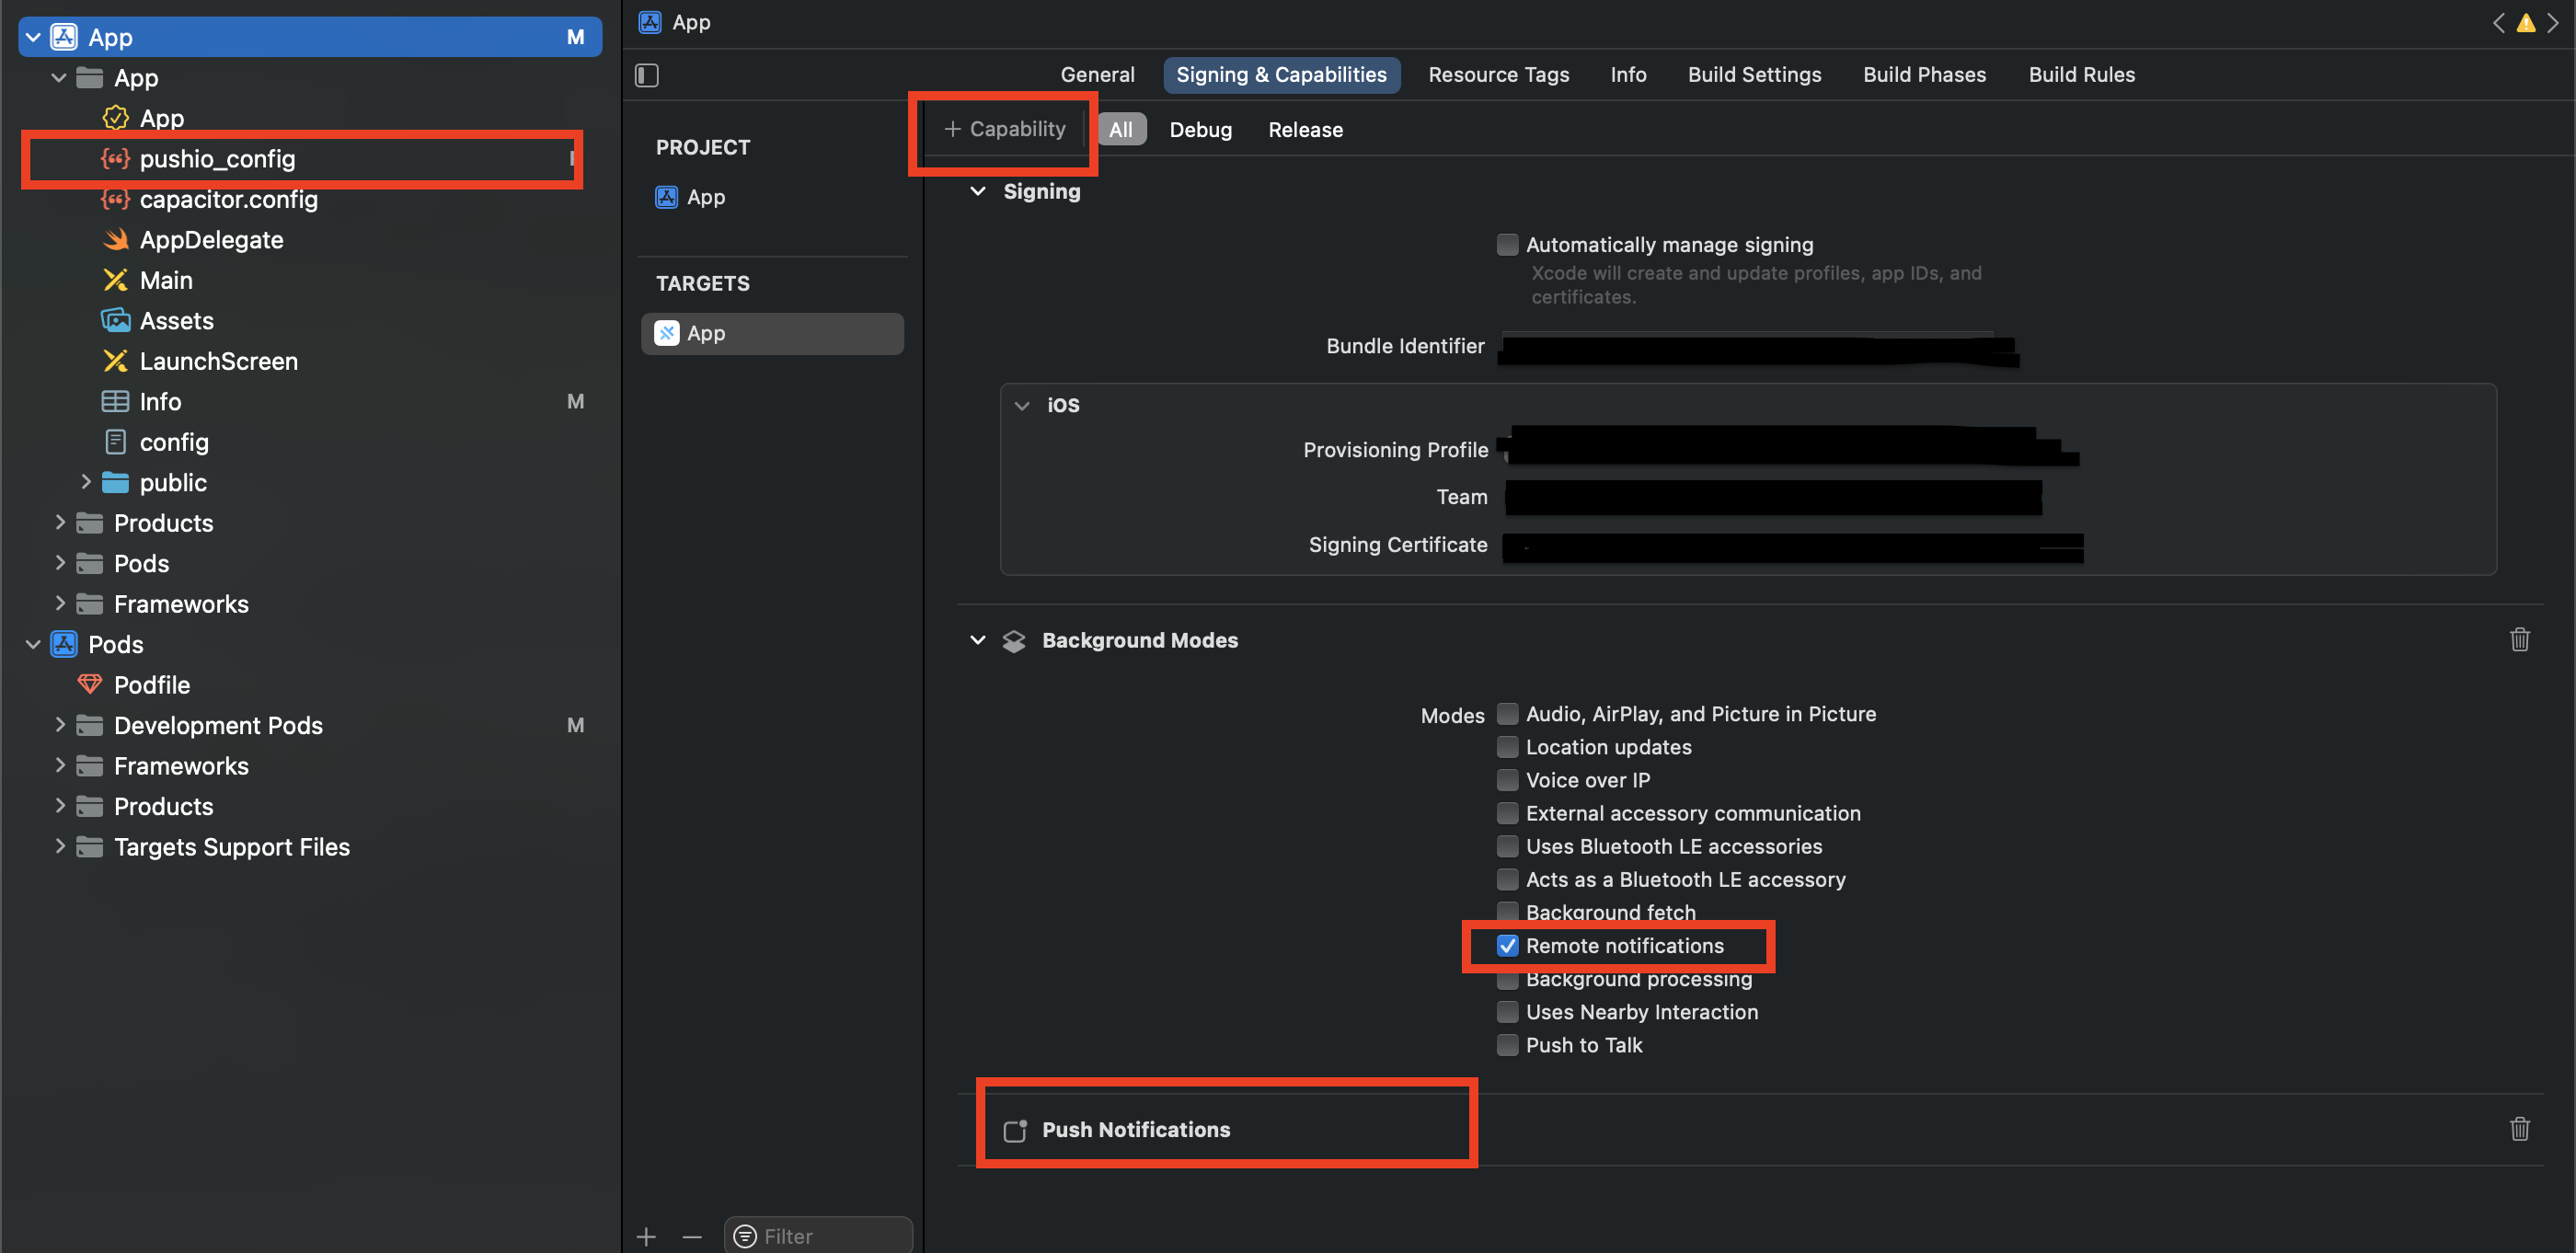 App M
App
App
pushio_config
capacitor.config
AppDelegate
Main
Assets
LaunchScreen
Info M
config
public
Products
Pods
Frameworks
Pods
Podfile
Development Pods M
Frameworks
Products
Targets Support Files
App
General Signing & Capabilities Resource Tags Info Build Settings Build Phases Build Rules
PROJECT
App
TARGETS
App
+ Capability All Debug Release
Signing
Automatically manage signing
Xcode will create and update profiles, app IDs, and
certificates.
Bundle Identifier
iOS
Provisioning Profile
Team
Signing Certificate
Background Modes
Modes Audio, AirPlay, and Picture in Picture
Location updates
Voice over IP
External accessory communication
Uses Bluetooth LE accessories
Acts as a Bluetooth LE accessory
Background fetch
Remote notifications
Background processing
Uses Nearby Interaction
Push to Talk
Push Notifications
Filter